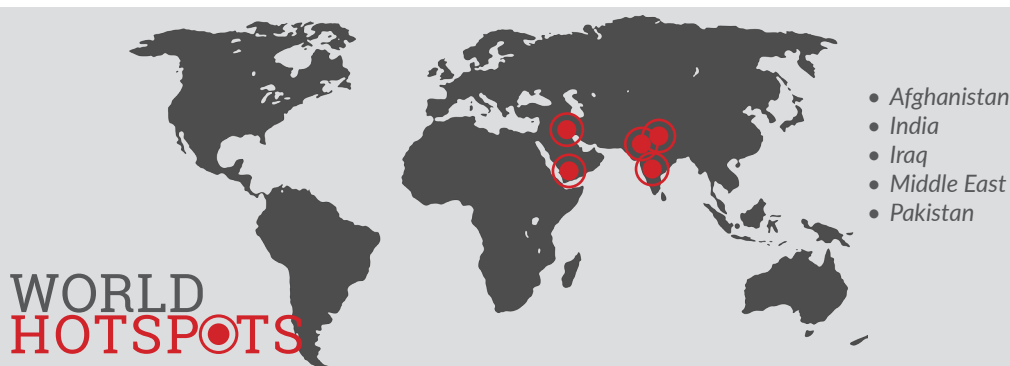 • Afghanistan
• India
• Iraq
• Middle East
• Pakistan
WORLD
HOTSPOTS